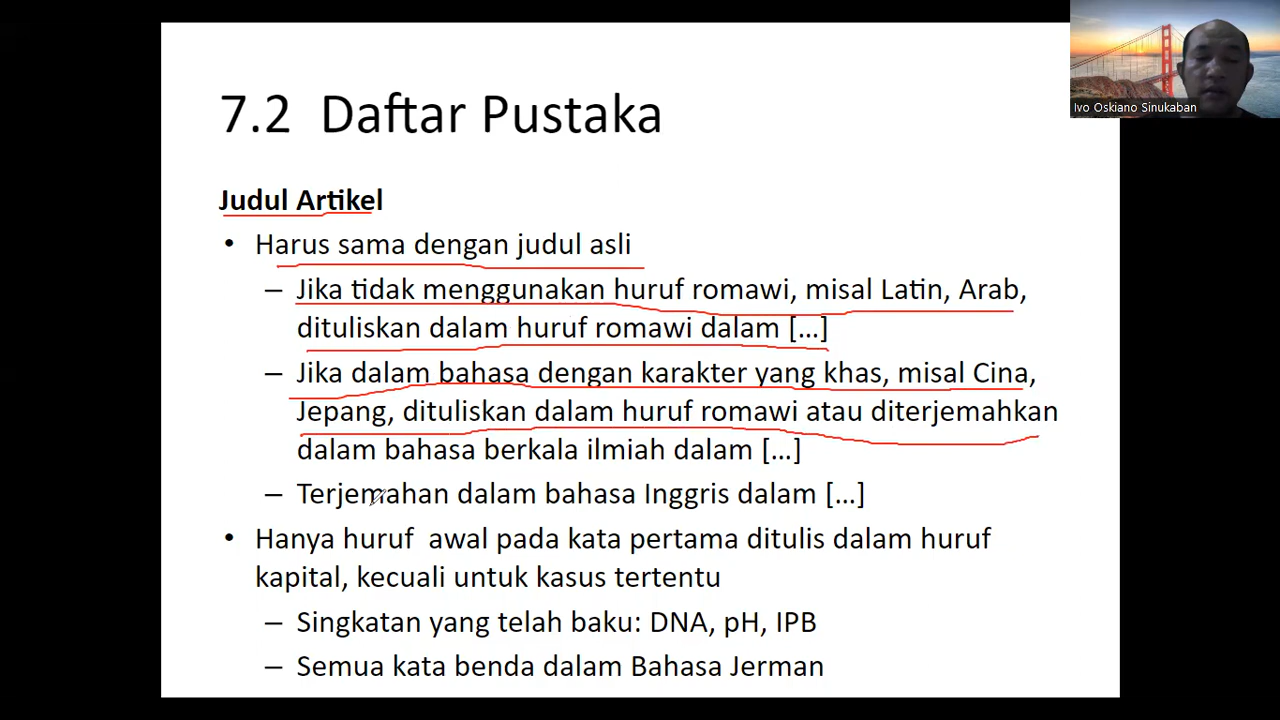 7.2 Daftar Pustaka
Ivo Oskiano Sinukaban
Judul Artikel
• Harus sama dengan judul asli
– Jika tidak menggunakan huruf romawi, misal Latin, Arab,
dituliskan dalam huruf romawi dalam [...]
– Jika dalam bahasa dengan karakter yang khas, misal Cina,
Jepang, dituliskan dalam huruf romawi atau diterjemahkan
dalam bahasa berkala ilmiah dalam [...]
– Terjemahan dalam bahasa Inggris dalam [...]
• Hanya huruf awal pada kata pertama ditulis dalam huruf
kapital, kecuali untuk kasus tertentu
– Singkatan yang telah baku: DNA, pH, IPB
– Semua kata benda dalam Bahasa Jerman